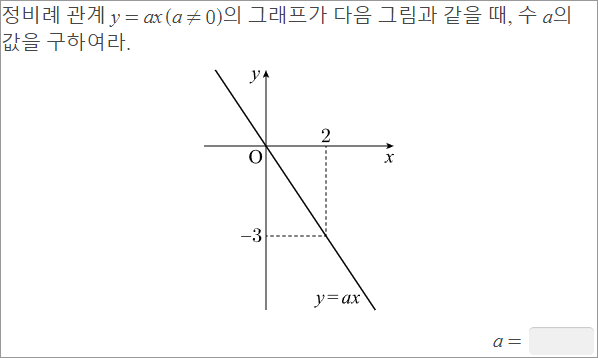 정비례 관계 y = ax (a ≠ 0)의 그래프가 다음 그림과 같을 때, 수 a의
값을 구하여라.
y
2
O
x
−3
y=ax
a =